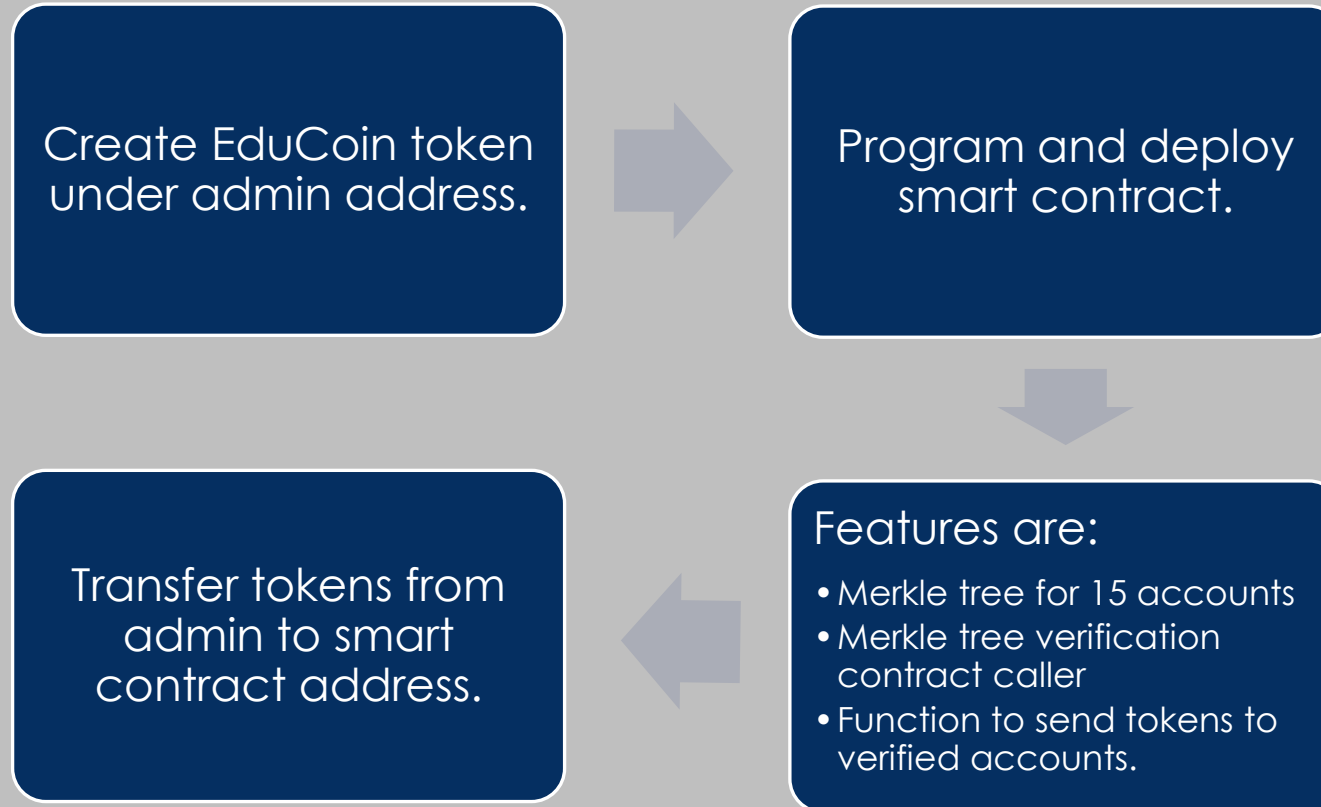 Create EduCoin token
under admin address.
Program and deploy
smart contract.
Features are:
• Merkle tree for 15 accounts
• Merkle tree verification
contract caller
• Function to send tokens to
verified accounts.
Transfer tokens from
admin to smart
contract address.